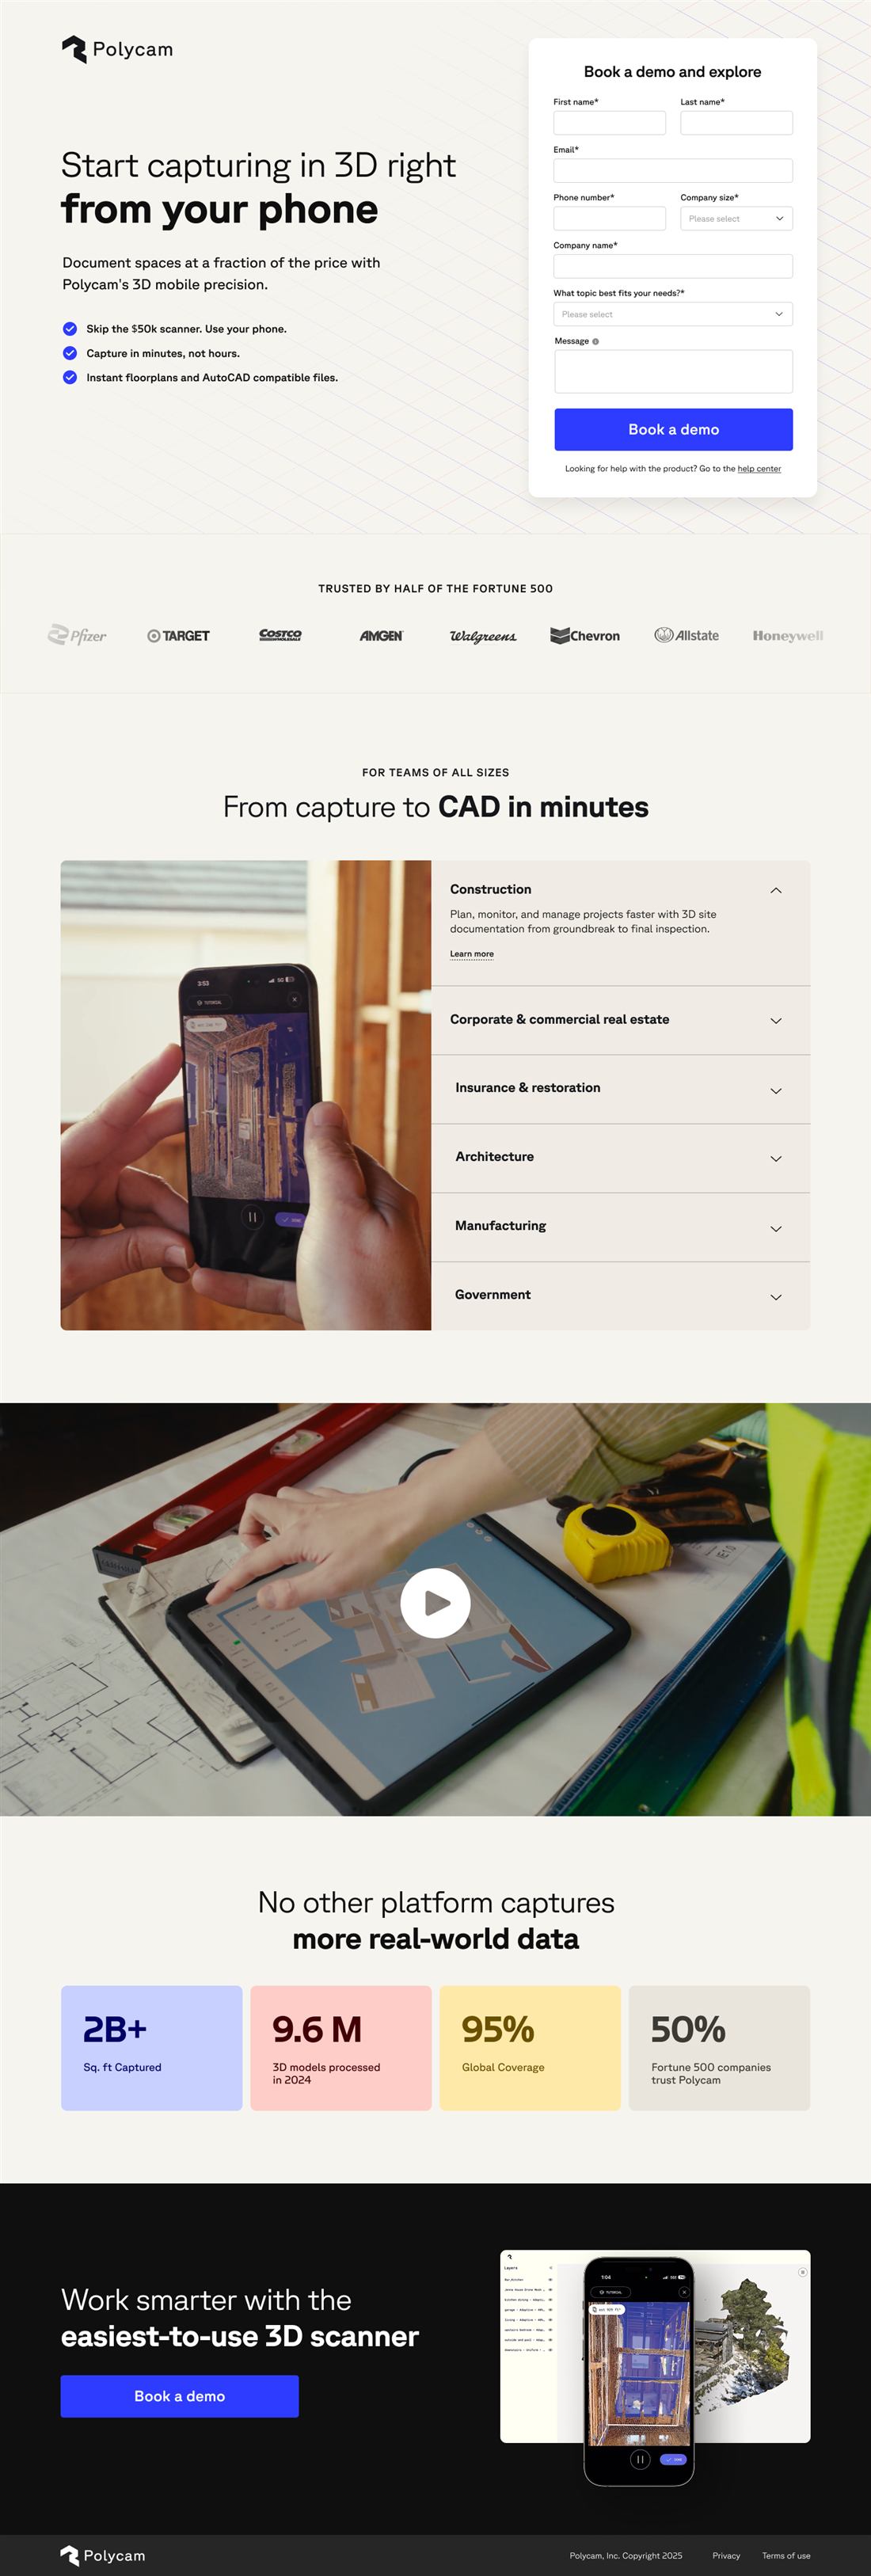 Polycam
Start capturing in 3D right
from your phone
Document spaces at a fraction of the price with
Polycam's 3D mobile precision.
Skip the $50k scanner. Use your phone.
Capture in minutes, not hours.
Instant floorplans and AutoCAD compatible files.
Book a demo and explore
First name*
Last name*
Email*
Phone number*
Company size*
Please select
Company name*
What topic best fits your needs?*
Please select
Message
Book a demo
Looking for help with the product? Go to the help center
TRUSTED BY HALF OF THE FORTUNE 500
Pfizer
TARGET
COSTCO
WHOLESALE
AMGEN
Walgreens
Chevron
Allstate
Honeywell
FOR TEAMS OF ALL SIZES
From capture to CAD in minutes
3:53
5G
TUTORIAL
Construction
Plan, monitor, and manage projects faster with 3D site
documentation from groundbreak to final inspection.
Learn more
Corporate & commercial real estate
Insurance & restoration
Architecture
Manufacturing
Government
No other platform captures
more real-world data
2B+
Sq. ft Captured
9.6 M
3D models processed
in 2024
95%
Global Coverage
50%
Fortune 500 companies
trust Polycam
Work smarter with the
easiest-to-use 3D scanner
Book a demo
Layers
1:04
TUTORIAL
Polycam
Polycam, Inc. Copyright 2025
Privacy
Terms of use